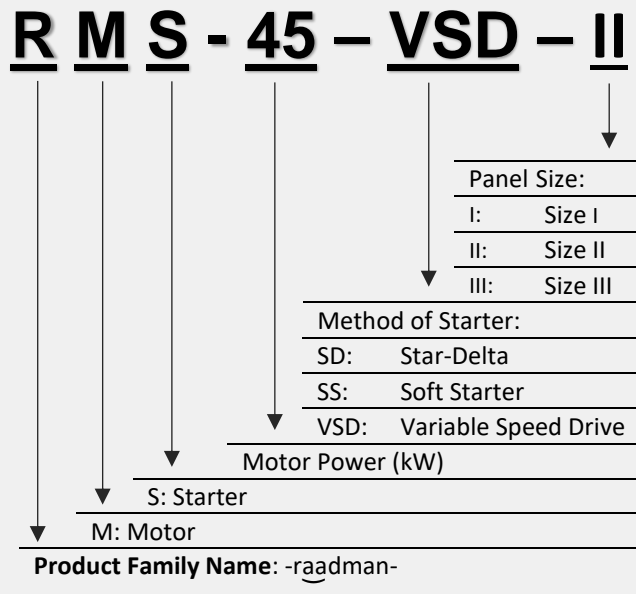 RMS - 45 – VSD – II
Panel Size:
I: Size I
II: Size II
III: Size III
Method of Starter:
SD: Star-Delta
SS: Soft Starter
VSD: Variable Speed Drive
Motor Power (kW)
S: Starter
M: Motor
Product Family Name: -raadman-